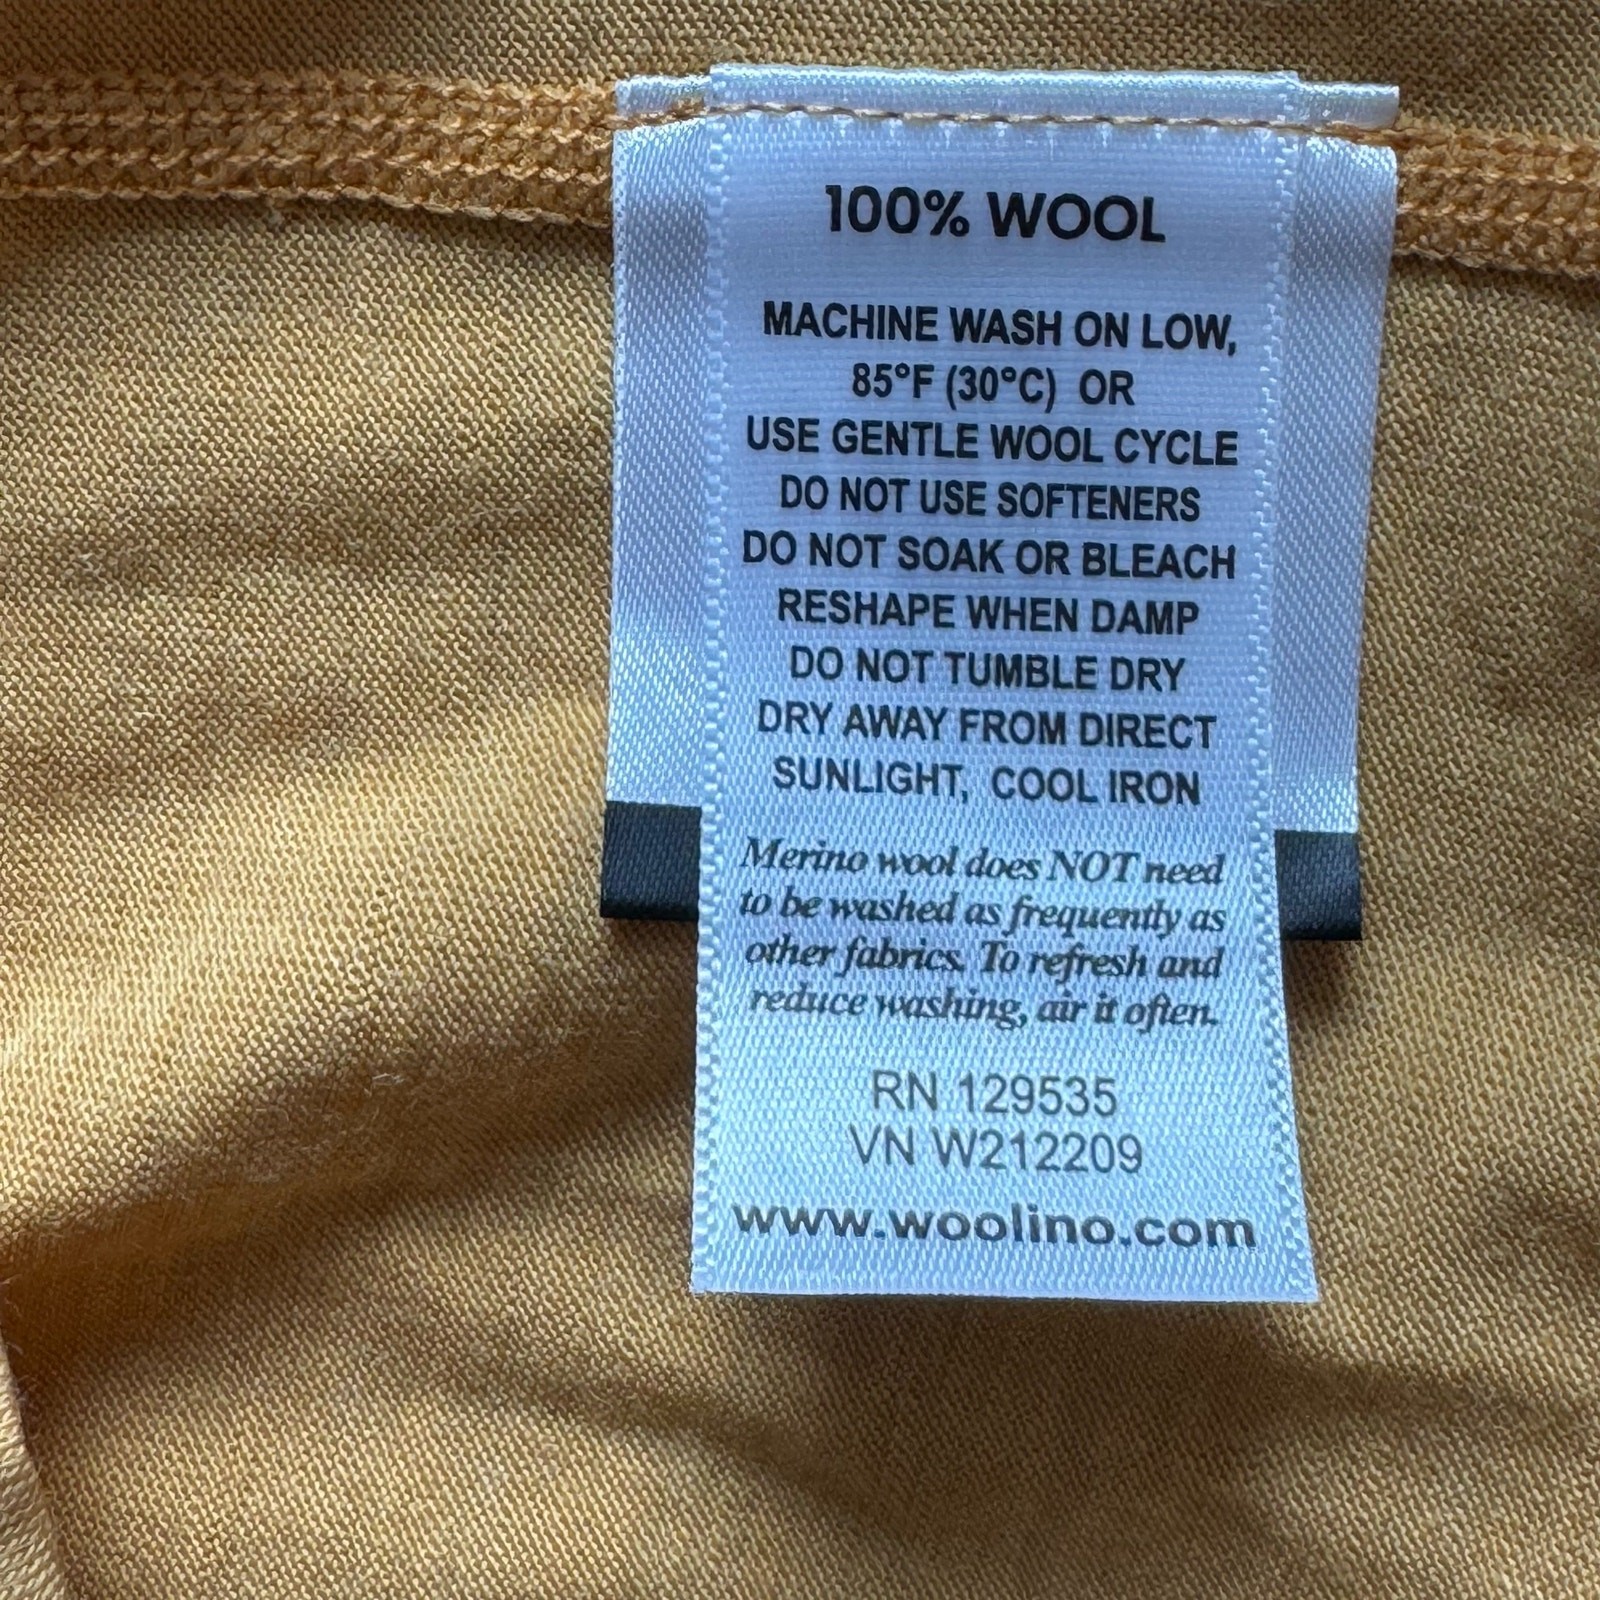 100% WOOL
MACHINE WASH ON LOW,
85°F (30°C) OR
USE GENTLE WOOL CYCLE
DO NOT USE SOFTENERS
DO NOT SOAK OR BLEACH
RESHAPE WHEN DAMP
DO NOT TUMBLE DRY
DRY AWAY FROM DIRECT
SUNLIGHT, COOL IRON
Merino wool does NOT need
to be washed as frequently as
other fabrics. To refresh and
reduce washing, air it often.
RN 129535
VN W212209
www.woolino.com